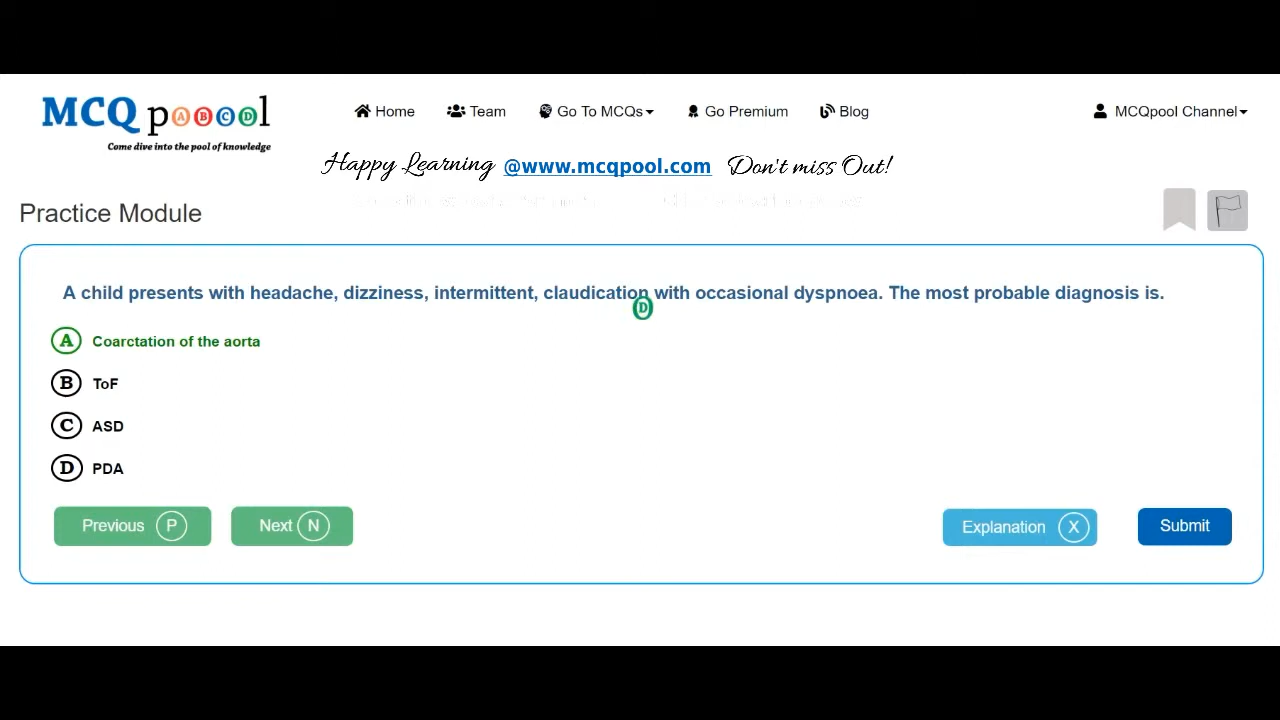 MCQ pABCDl
Come dive into the pool of knowledge
Home Team Go To MCQs Go Premium Blog MCQpool Channel
Happy Learning @www.mcqpool.com Don't miss Out!
Practice Module
A child presents with headache, dizziness, intermittent, claudication with occasional dyspnoea. The most probable diagnosis is.
D
A Coarctation of the aorta
B ToF
C ASD
D PDA
Previous P Next N Explanation X Submit